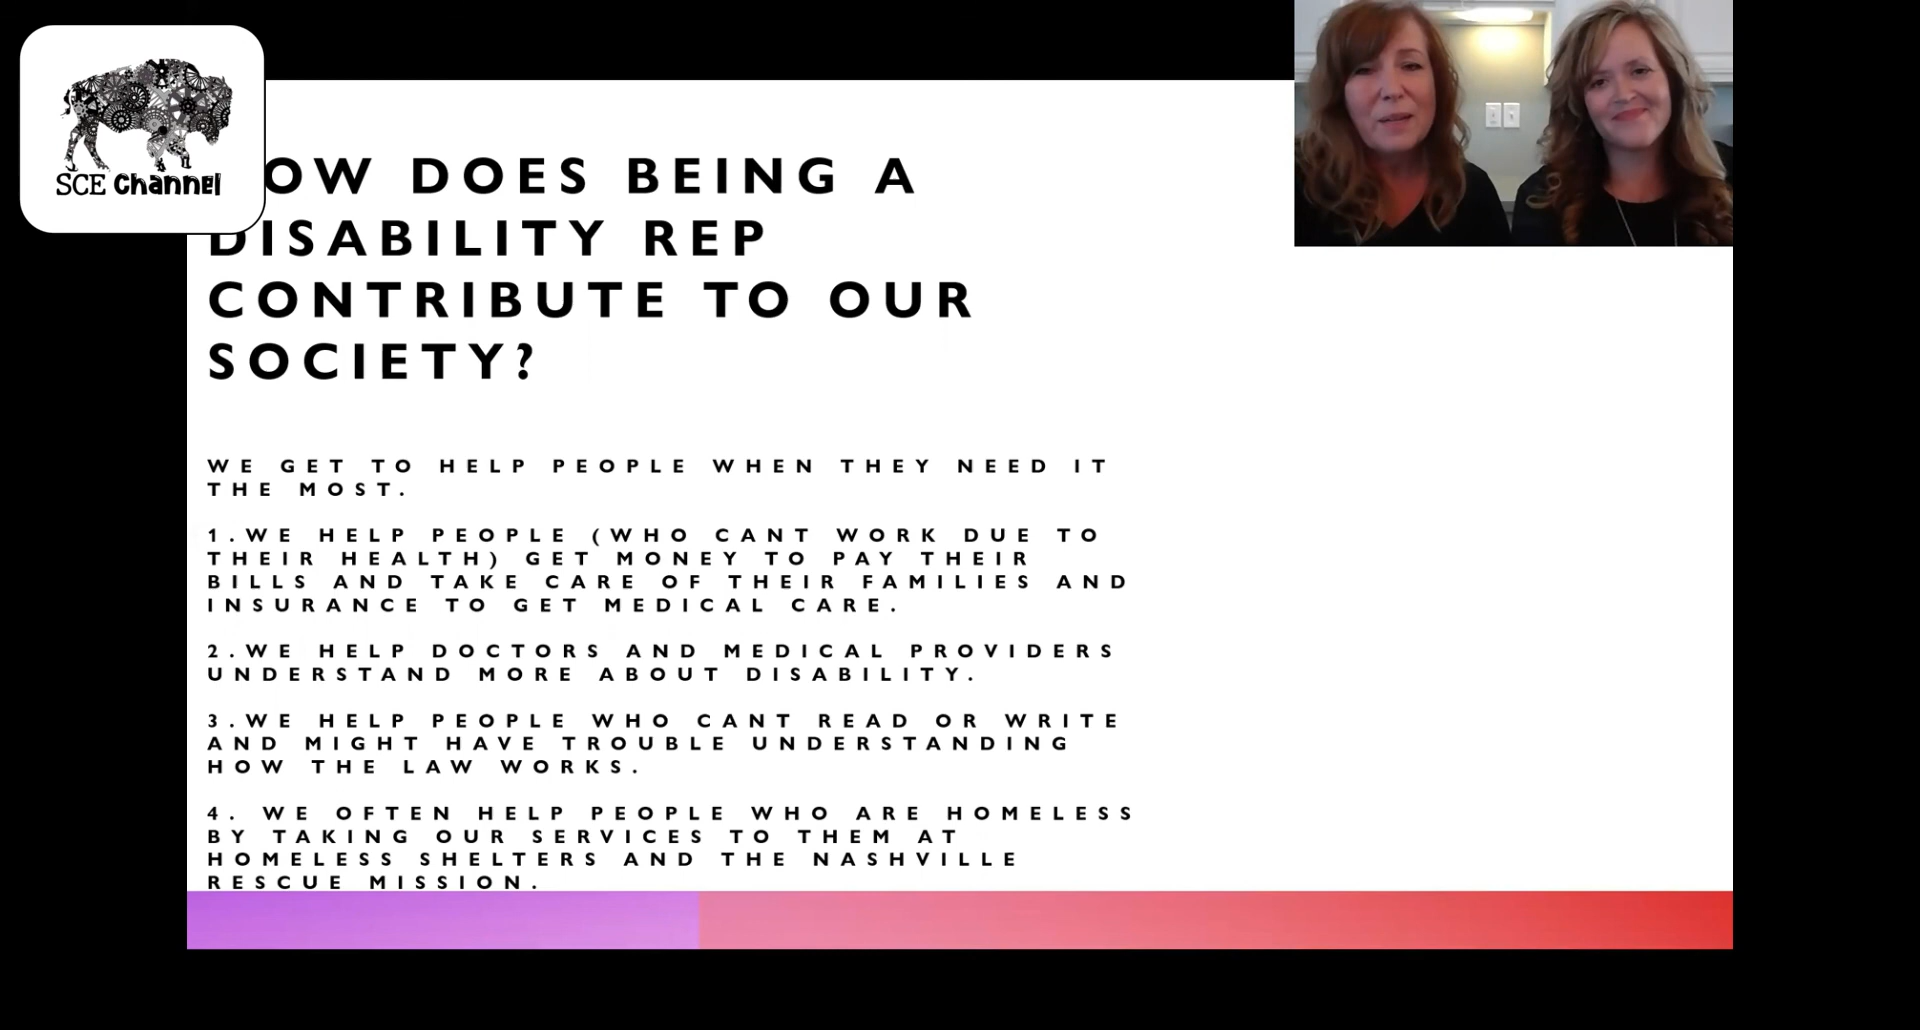 SCE Channel
OW DOES BEING A
DISABILITY REP
CONTRIBUTE TO OUR
SOCIETY?
WE GET TO HELP PEOPLE WHEN THEY NEED IT
THE MOST.
1.WE HELP PEOPLE (WHO CANT WORK DUE TO
THEIR HEALTH) GET MONEY TO PAY THEIR
BILLS AND TAKE CARE OF THEIR FAMILIES AND
INSURANCE TO GET MEDICAL CARE.
2.WE HELP DOCTORS AND MEDICAL PROVIDERS
UNDERSTAND MORE ABOUT DISABILITY.
3.WE HELP PEOPLE WHO CANT READ OR WRITE
AND MIGHT HAVE TROUBLE UNDERSTANDING
HOW THE LAW WORKS.
4. WE OFTEN HELP PEOPLE WHO ARE HOMELESS
BY TAKING OUR SERVICES TO THEM AT
HOMELESS SHELTERS AND THE NASHVILLE
RESCUE MISSION.